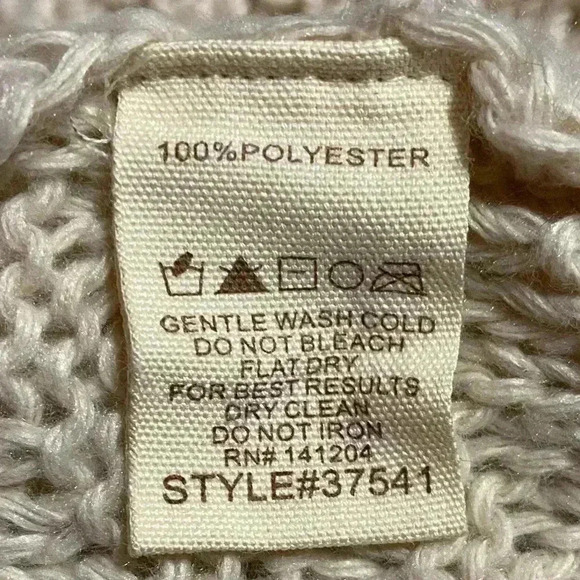 100%POLYESTER
GENTLE WASH COLD
DO NOT BLEACH
FLAT DRY
FOR BEST RESULTS
DRY CLEAN
DO NOT IRON
RN# 141204
STYLE#37541